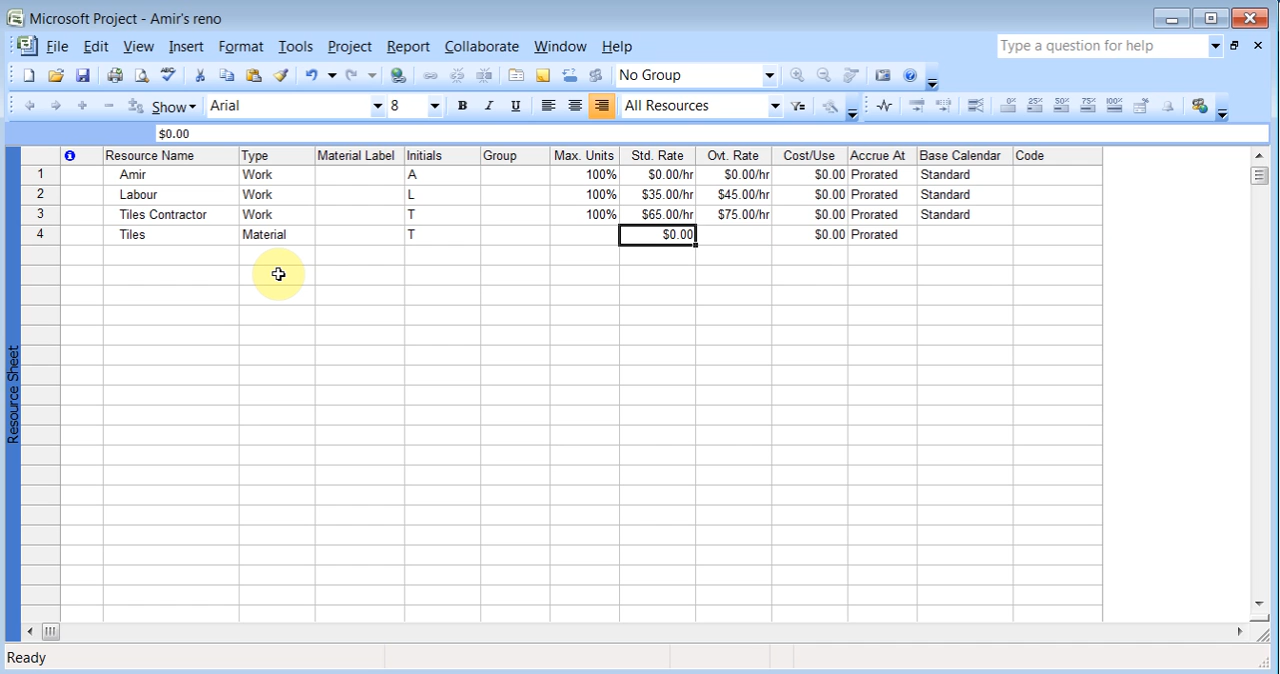 Microsoft Project - Amir's reno
File Edit View Insert Format Tools Project Report Collaborate Window Help Type a question for help
No Group
Show Arial 8 B I U All Resources 0% 25% 50% 75% 100%
$0.00
Resource Name Type Material Label Initials Group Max. Units Std. Rate Ovt. Rate Cost/Use Accrue At Base Calendar Code
1 Amir Work A 100% $0.00/hr $0.00/hr $0.00 Prorated Standard
2 Labour Work L 100% $35.00/hr $45.00/hr $0.00 Prorated Standard
3 Tiles Contractor Work T 100% $65.00/hr $75.00/hr $0.00 Prorated Standard
4 Tiles Material T $0.00 $0.00 Prorated
Resource Sheet
Ready